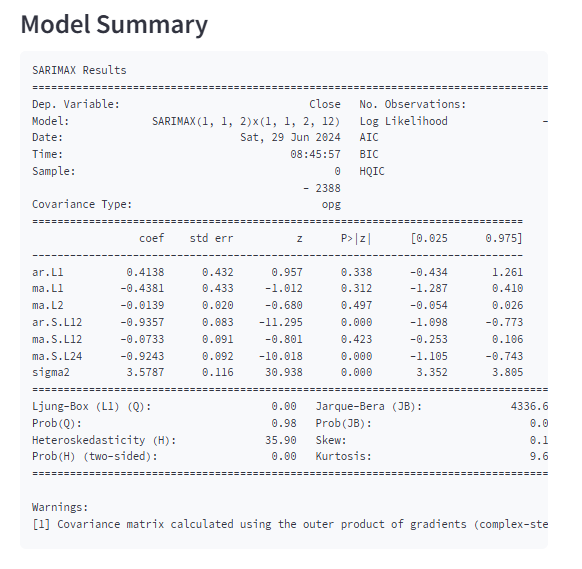 Model Summary
SARIMAX Results
==============================================================================
Dep. Variable: Close No. Observations:
Model: SARIMAX(1, 1, 2)x(1, 1, 2, 12) Log Likelihood -
Date: Sat, 29 Jun 2024 AIC
Time: 08:45:57 BIC
Sample: 0 HQIC
- 2388
Covariance Type: opg
==============================================================================
coef std err z P>|z| [0.025 0.975]
------------------------------------------------------------------------------
ar.L1 0.4138 0.432 0.957 0.338 -0.434 1.261
ma.L1 -0.4381 0.433 -1.012 0.312 -1.287 0.410
ma.L2 -0.0139 0.020 -0.680 0.497 -0.054 0.026
ar.S.L12 -0.9357 0.083 -11.295 0.000 -1.098 -0.773
ma.S.L12 -0.0733 0.091 -0.801 0.423 -0.253 0.106
ma.S.L24 -0.9243 0.092 -10.018 0.000 -1.105 -0.743
sigma2 3.5787 0.116 30.938 0.000 3.352 3.805
==============================================================================
Ljung-Box (L1) (Q): 0.00 Jarque-Bera (JB): 4336.6
Prob(Q): 0.98 Prob(JB): 0.0
Heteroskedasticity (H): 35.90 Skew: 0.1
Prob(H) (two-sided): 0.00 Kurtosis: 9.6
==============================================================================
Warnings:
[1] Covariance matrix calculated using the outer product of gradients (complex-ste